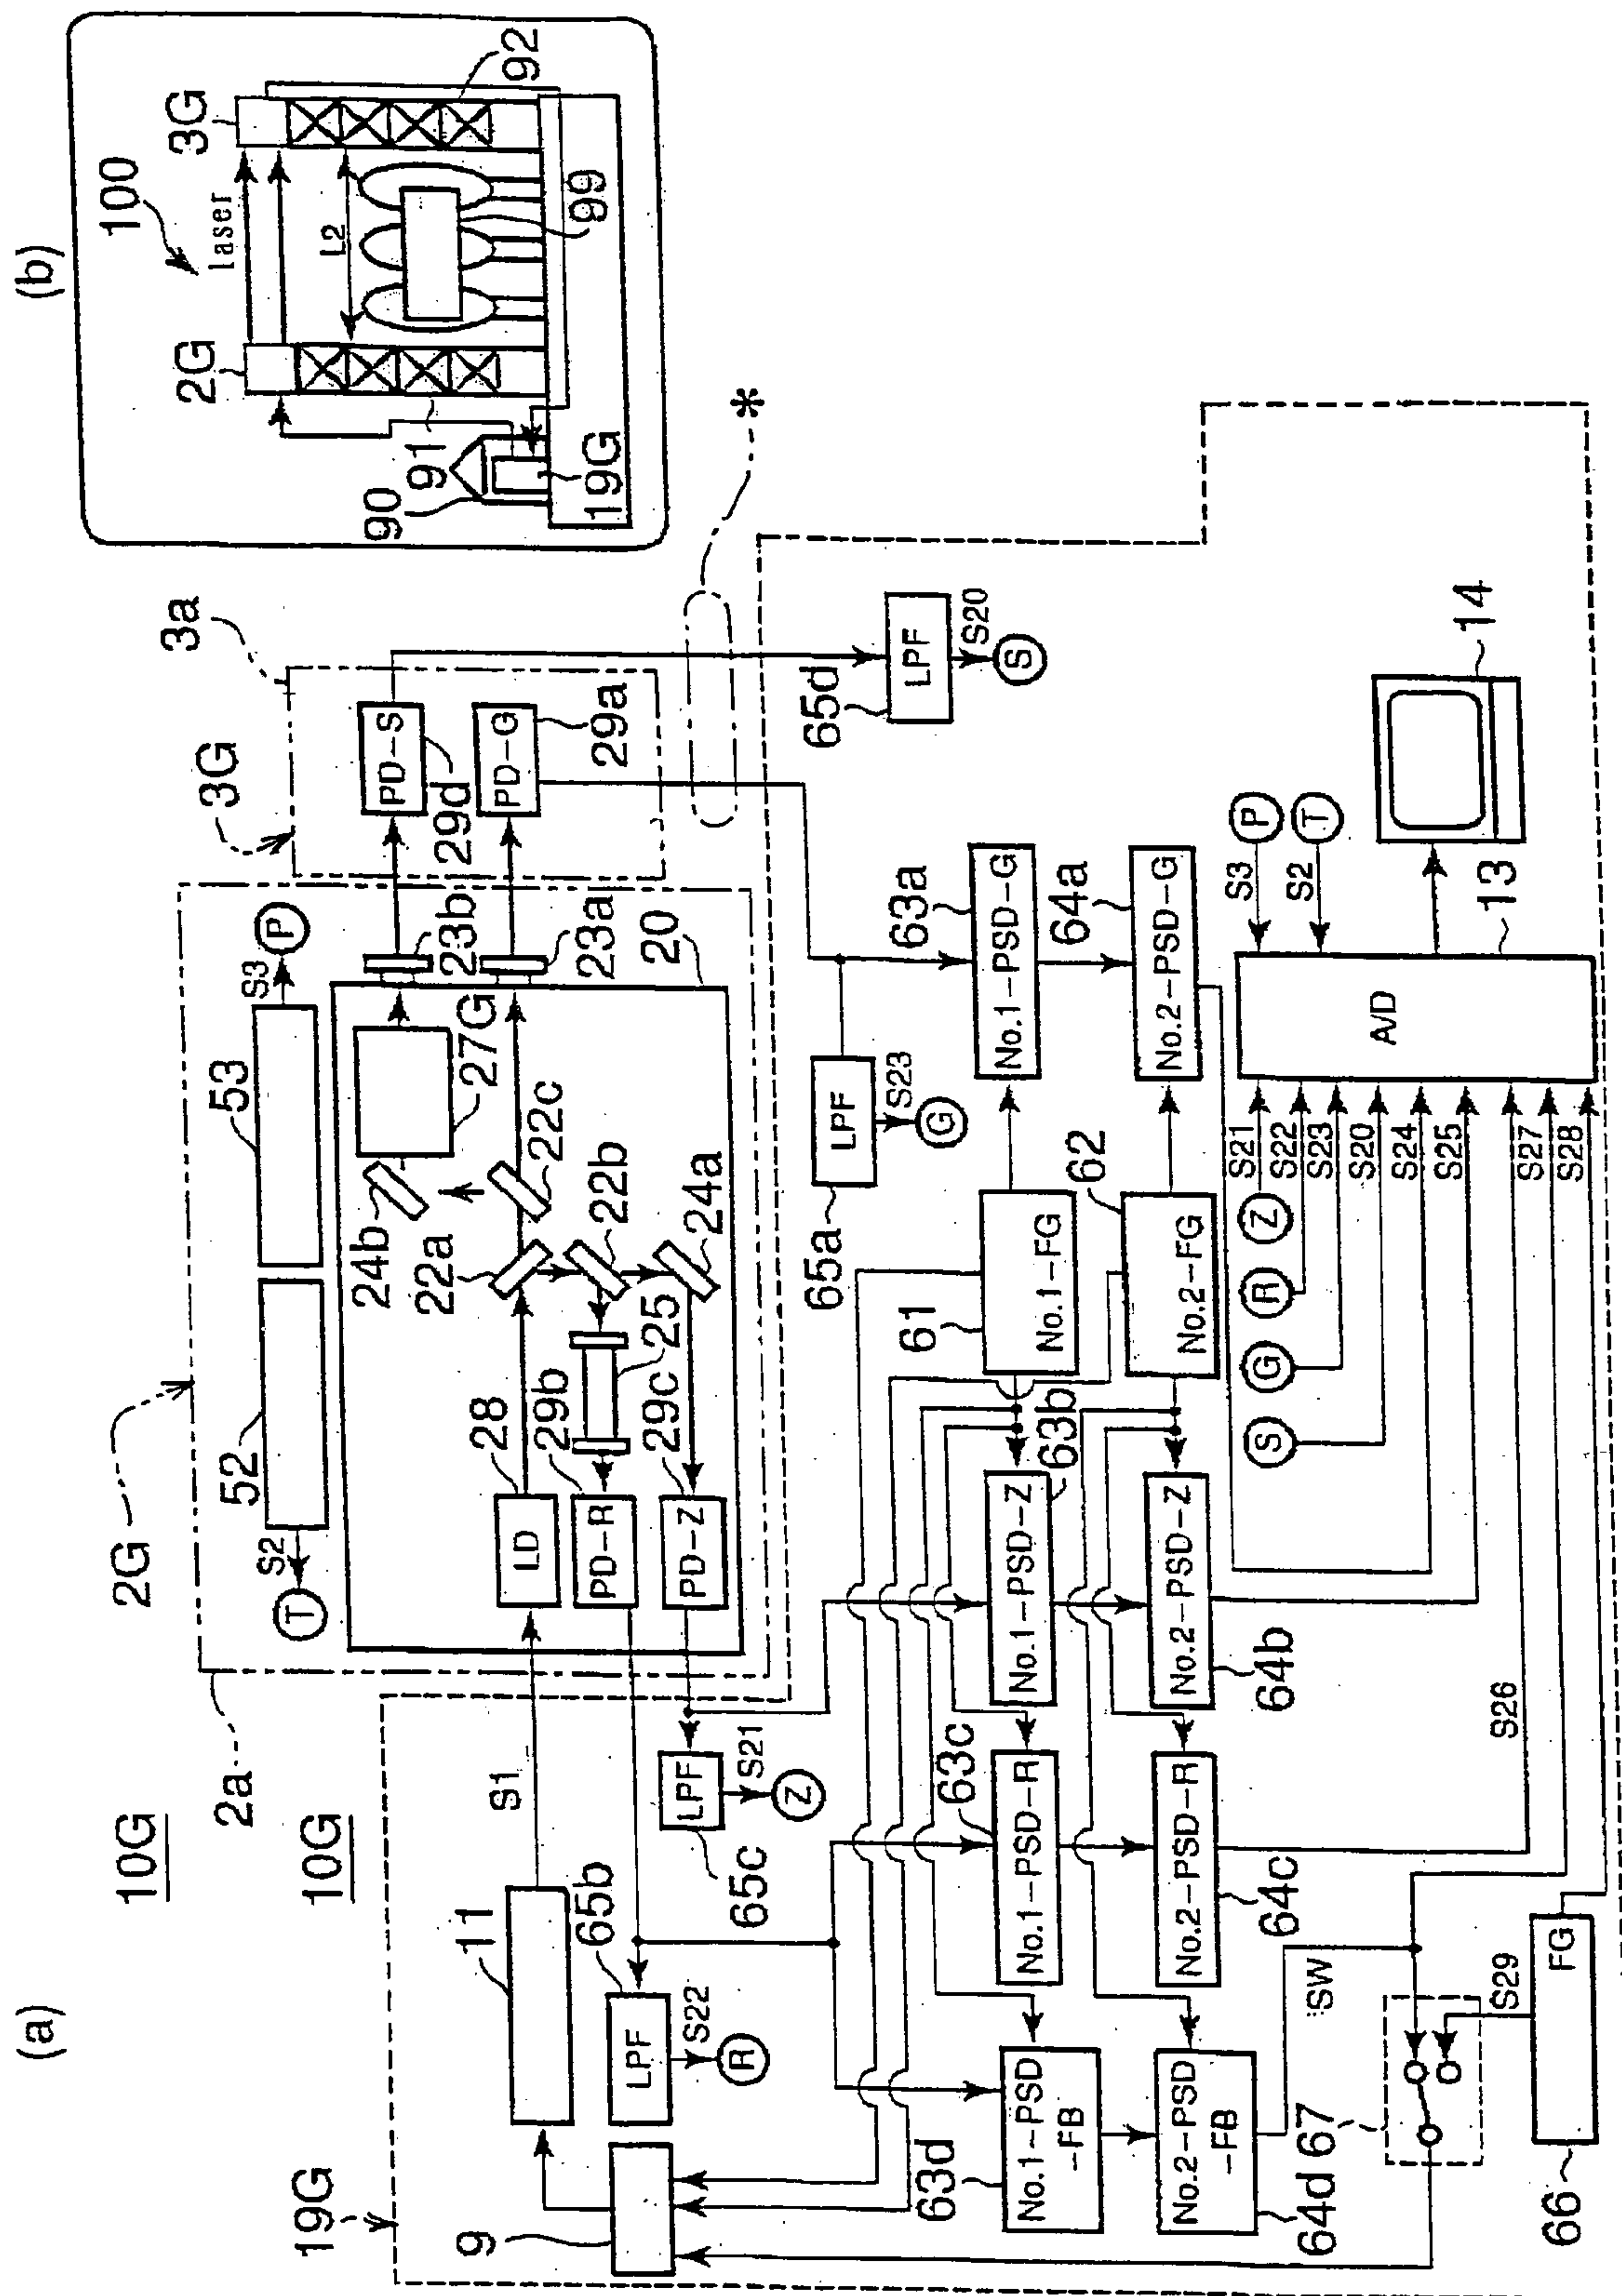 (a)
(b)
10G
10G
19G
2a
2G
3G
3a
*
100
2G
3G
laser
L2
91
92
90
19G
99
52
53
S2
T
S3
P
20
24b
27G
23b
23a
22a
22c
22b
24a
25
28
LD
29b
PD-R
29c
PD-Z
PD-S
29d
PD-G
29a
11
S1
9
65b
LPF
S22
R
65c
LPF
S21
Z
65a
LPF
S23
G
65d
LPF
S20
S
61
No.1-FG
62
No.2-FG
63a
No.1-PSD-G
64a
No.2-PSD-G
63b
No.1-PSD-Z
64b
No.2-PSD-Z
63c
No.1-PSD-R
64c
No.2-PSD-R
63d
No.1-PSD
-FB
64d
No.2-PSD
-FB
67
SW
S29
66
FG
S26
S
G
R
Z
S21
S22
S23
S20
S24
S25
S27
S28
A/D
13
S3
P
S2
T
14